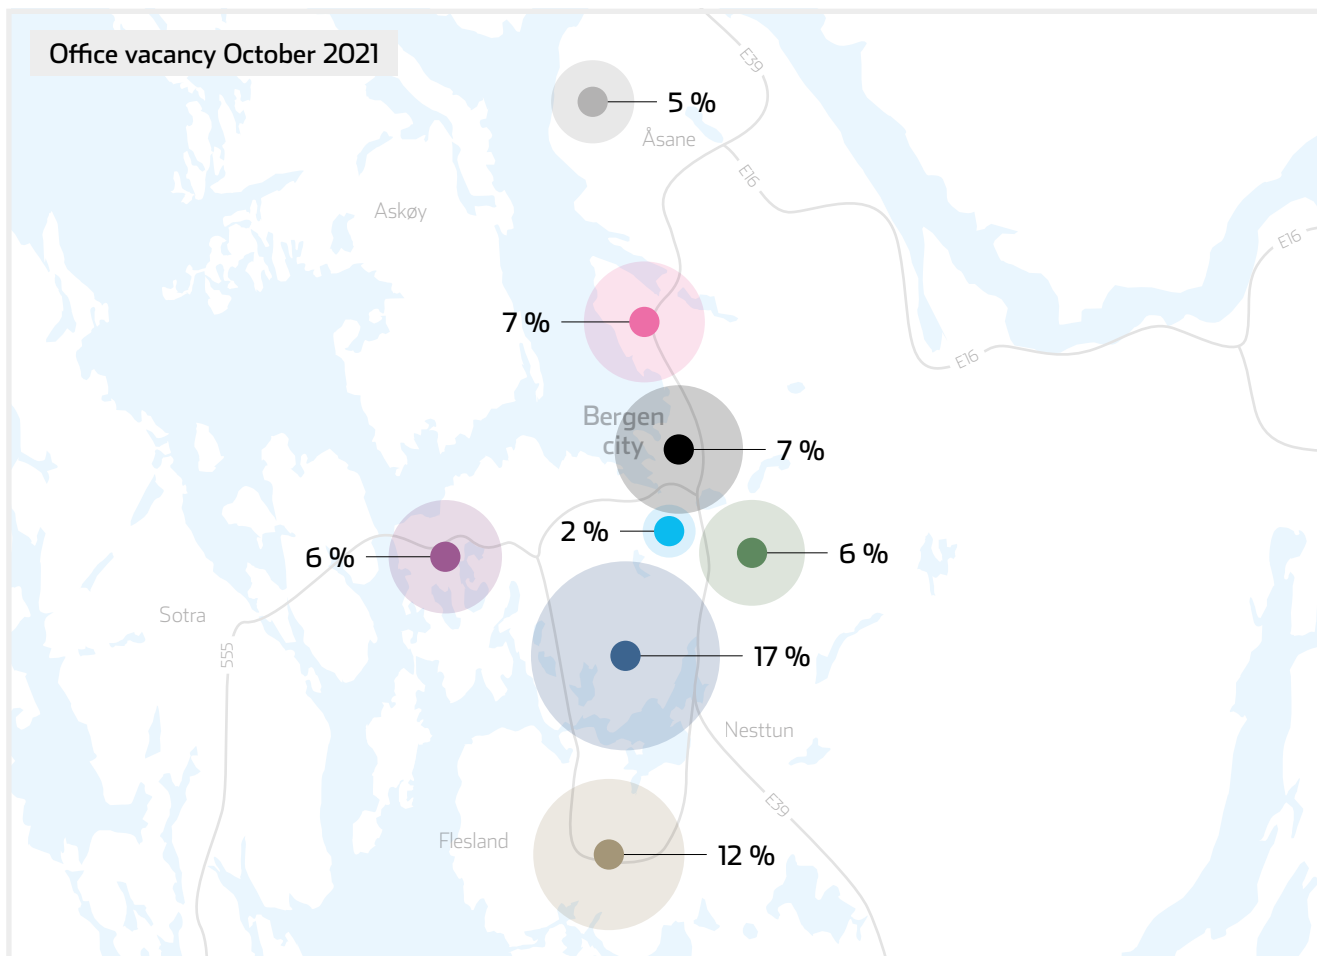 Office vacancy October 2021
E39
5 %
Åsane
E16
Askøy
E16
7 %
E16
Bergen
city
7 %
2 %
6 %
6 %
Sotra
555
17 %
Nesttun
E39
Flesland
12 %